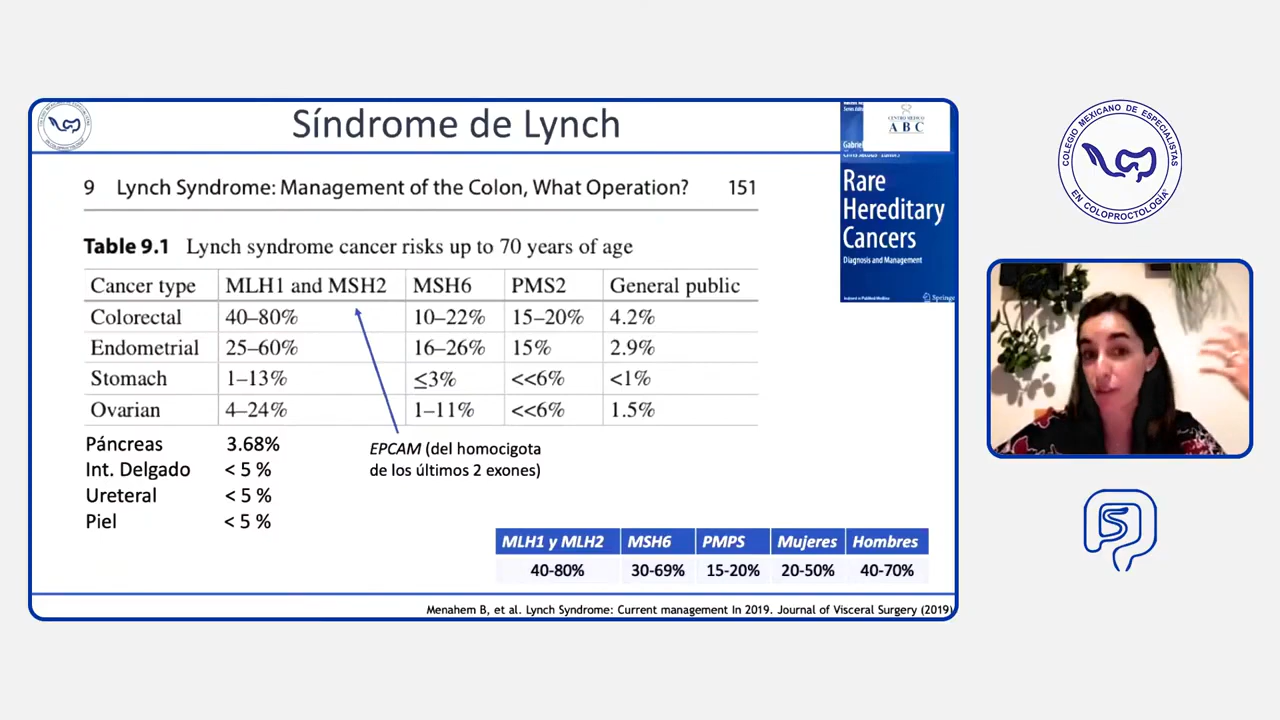 Síndrome de Lynch
CENTRO MÉDICO
ABC
Gabriel
Rare
Hereditary
Cancers
Diagnosis and Management
Springer
9 Lynch Syndrome: Management of the Colon, What Operation? 151
Table 9.1 Lynch syndrome cancer risks up to 70 years of age
Cancer type MLH1 and MSH2 MSH6 PMS2 General public
Colorectal 40–80% 10–22% 15–20% 4.2%
Endometrial 25–60% 16–26% 15% 2.9%
Stomach 1–13% ≤3% <<6% <1%
Ovarian 4–24% 1–11% <<6% 1.5%
Páncreas 3.68%
Int. Delgado < 5 %
Ureteral < 5 %
Piel < 5 %
EPCAM (del homocigota
de los últimos 2 exones)
MLH1 y MLH2 MSH6 PMPS Mujeres Hombres
40-80% 30-69% 15-20% 20-50% 40-70%
Menahem B, et al. Lynch Syndrome: Current management In 2019. Journal of Visceral Surgery (2019)
COLEGIO MEXICANO DE ESPECIALISTAS
EN COLOPROCTOLOGIA